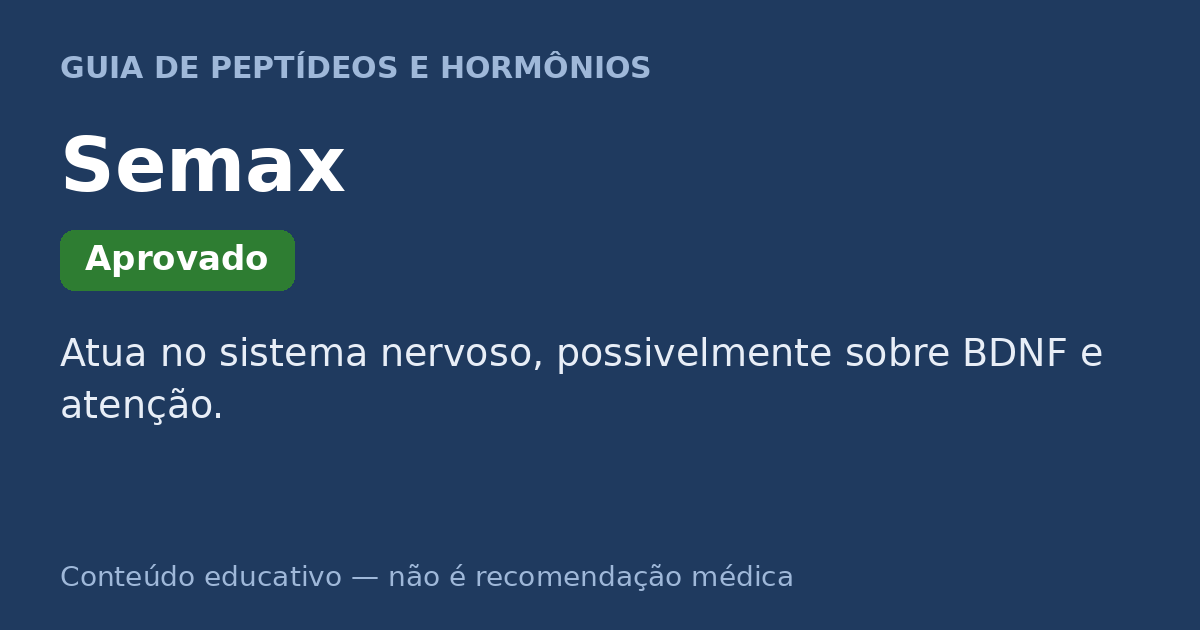 GUIA DE PEPTÍDEOS E HORMÔNIOS
Semax
Aprovado
Atua no sistema nervoso, possivelmente sobre BDNF e
atenção.
Conteúdo educativo — não é recomendação médica